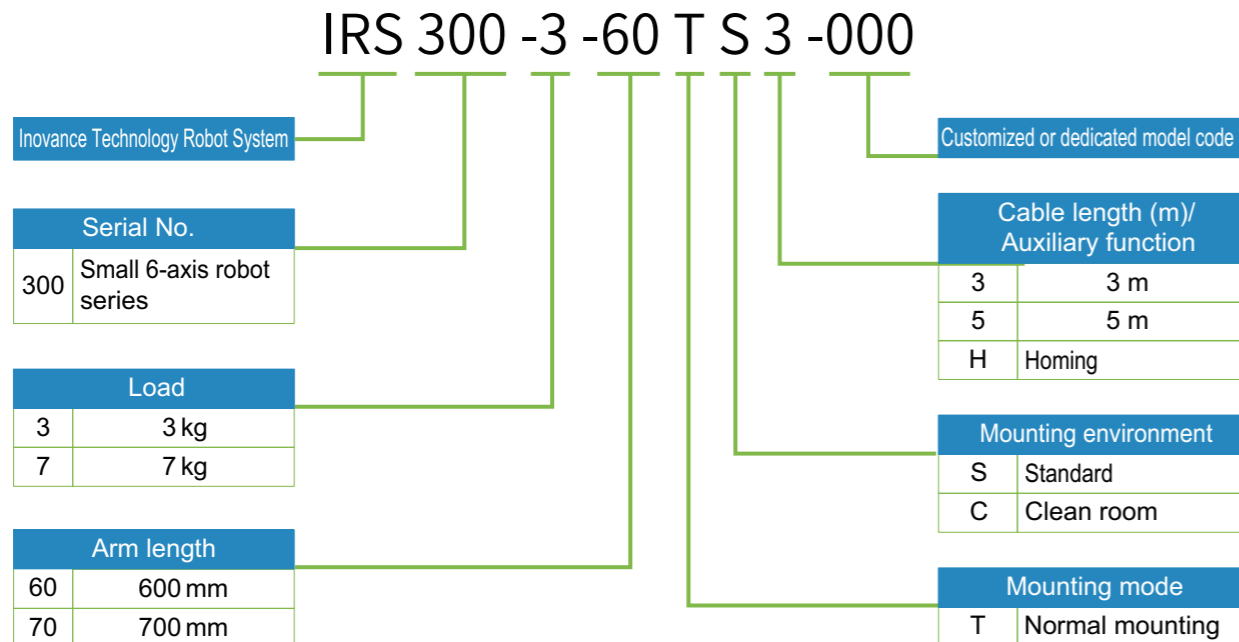 IRS 300 -3 -60 T S 3 -000
Inovance Technology Robot System
Serial No.
300 Small 6-axis robot
series
Load
3 3 kg
7 7 kg
Arm length
60 600 mm
70 700 mm
Customized or dedicated model code
Cable length (m)/
Auxiliary function
3 3 m
5 5 m
H Homing
Mounting environment
S Standard
C Clean room
Mounting mode
T Normal mounting